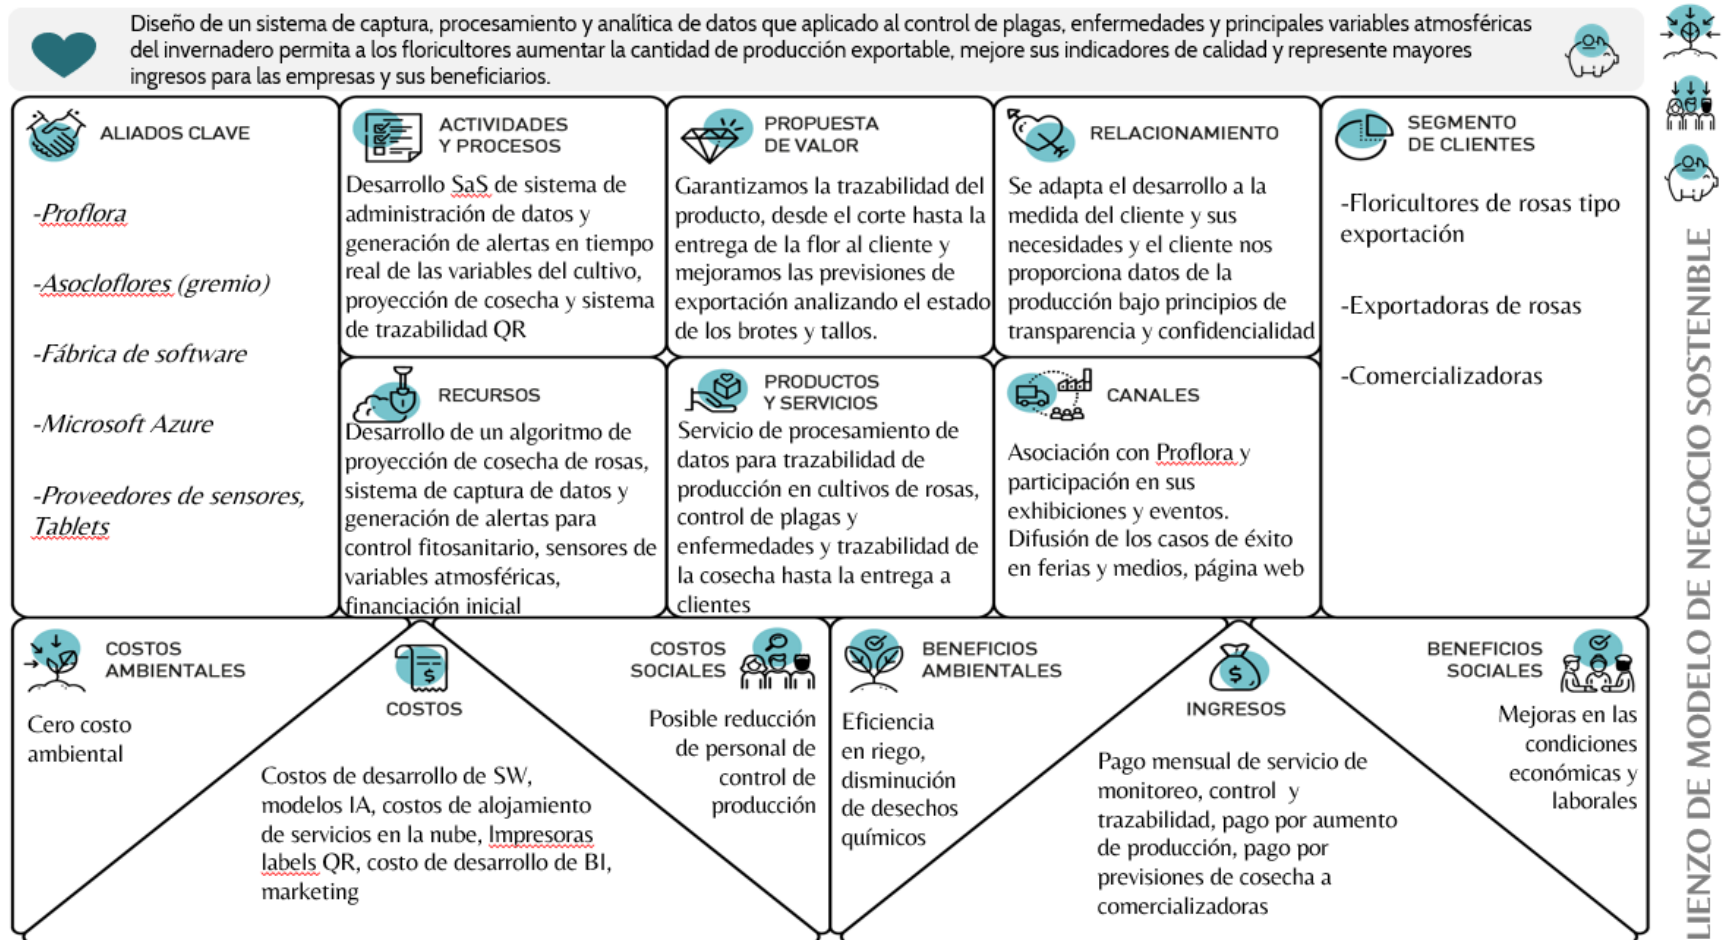 Diseño de un sistema de captura, procesamiento y analítica de datos que aplicado al control de plagas, enfermedades y principales variables atmosféricas
del invernadero permita a los floricultores aumentar la cantidad de producción exportable, mejore sus indicadores de calidad y represente mayores
ingresos para las empresas y sus beneficiarios.
ALIADOS CLAVE
-Proflora
-Asocloflores (gremio)
-Fábrica de software
-Microsoft Azure
-Proveedores de sensores,
Tablets
ACTIVIDADES
Y PROCESOS
Desarrollo SaS de sistema de
administración de datos y
generación de alertas en tiempo
real de las variables del cultivo,
proyección de cosecha y sistema
de trazabilidad QR
RECURSOS
Desarrollo de un algoritmo de
proyección de cosecha de rosas,
sistema de captura de datos y
generación de alertas para
control fitosanitario, sensores de
variables atmosféricas,
financiación inicial
PROPUESTA
DE VALOR
Garantizamos la trazabilidad del
producto, desde el corte hasta la
entrega de la flor al cliente y
mejoramos las previsiones de
exportación analizando el estado
de los brotes y tallos.
PRODUCTOS
Y SERVICIOS
Servicio de procesamiento de
datos para trazabilidad de
producción en cultivos de rosas,
control de plagas y
enfermedades y trazabilidad de
la cosecha hasta la entrega a
clientes
RELACIONAMIENTO
Se adapta el desarrollo a la
medida del cliente y sus
necesidades y el cliente nos
proporciona datos de la
producción bajo principios de
transparencia y confidencialidad
CANALES
Asociación con Proflora y
participación en sus
exhibiciones y eventos.
Difusión de los casos de éxito
en ferias y medios, página web
SEGMENTO
DE CLIENTES
-Floricultores de rosas tipo
exportación
-Exportadoras de rosas
-Comercializadoras
COSTOS
AMBIENTALES
Cero costo
ambiental
$
COSTOS
Costos de desarrollo de SW,
modelos IA, costos de alojamiento
de servicios en la nube, Impresoras
labels QR, costo de desarrollo de BI,
marketing
COSTOS
SOCIALES
Posible reducción
de personal de
control de
producción
BENEFICIOS
AMBIENTALES
Eficiencia
en riego,
disminución
de desechos
químicos
$
INGRESOS
Pago mensual de servicio de
monitoreo, control y
trazabilidad, pago por aumento
de producción, pago por
previsiones de cosecha a
comercializadoras
BENEFICIOS
SOCIALES
Mejoras en las
condiciones
económicas y
laborales
LIENZO DE MODELO DE NEGOCIO SOSTENIBLE